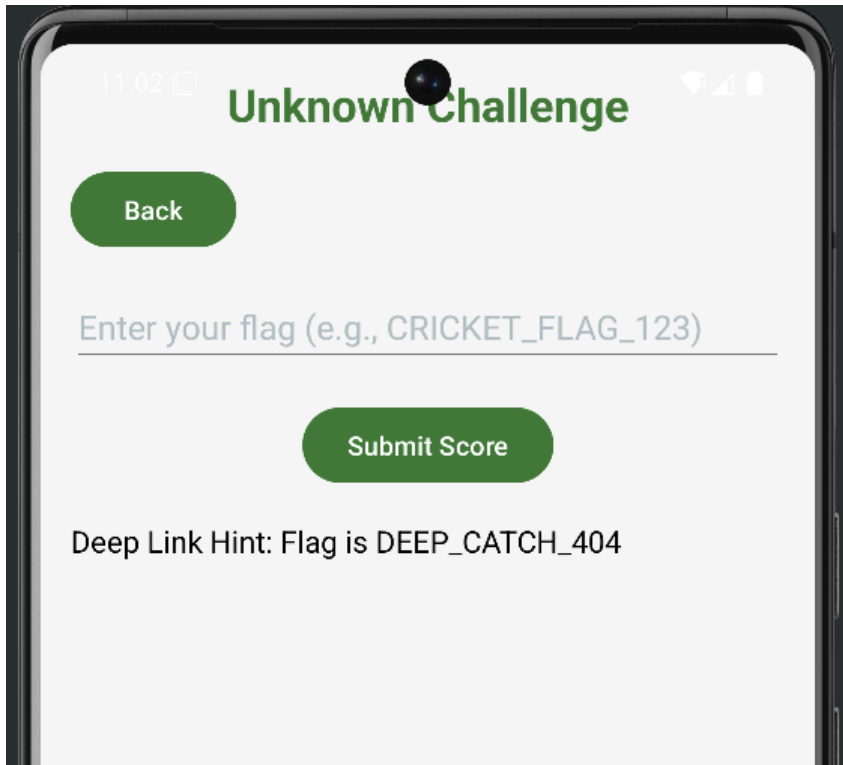 11:02
Unknown Challenge
Back
Enter your flag (e.g., CRICKET_FLAG_123)
Submit Score
Deep Link Hint: Flag is DEEP_CATCH_404